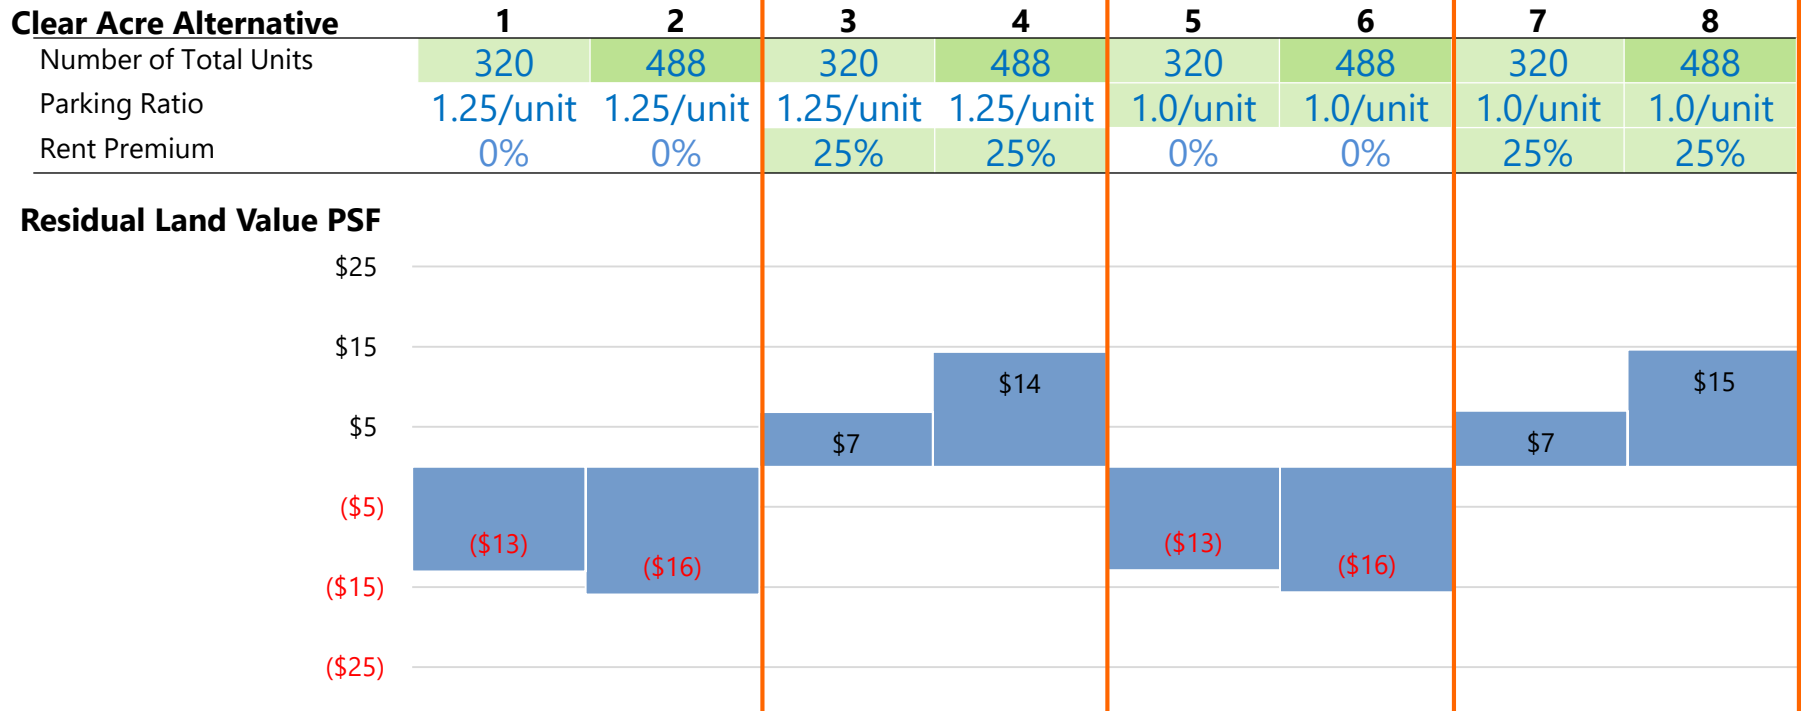 Clear Acre Alternative 1 2 3 4 5 6 7 8
Number of Total Units 320 488 320 488 320 488 320 488
Parking Ratio 1.25/unit 1.25/unit 1.25/unit 1.25/unit 1.0/unit 1.0/unit 1.0/unit 1.0/unit
Rent Premium 0% 0% 25% 25% 0% 0% 25% 25%
Residual Land Value PSF
$25
$15
$14 $15
$5
$7 $7
($5)
($13) ($13)
($16) ($16)
($15)
($25)